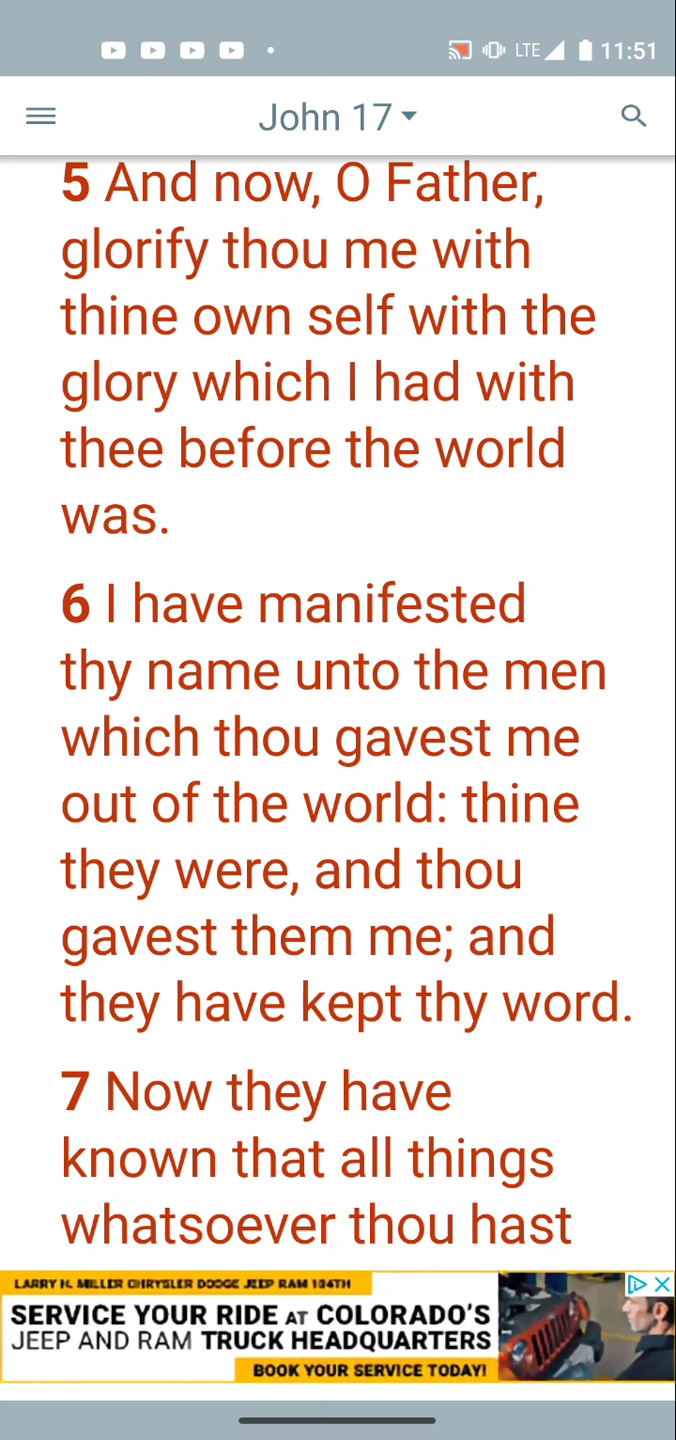 LTE 11:51
John 17
5 And now, O Father,
glorify thou me with
thine own self with the
glory which I had with
thee before the world
was.
6 I have manifested
thy name unto the men
which thou gavest me
out of the world: thine
they were, and thou
gavest them me; and
they have kept thy word.
7 Now they have
known that all things
whatsoever thou hast
LARRY H. MILLER CHRYSLER DODGE JEEP RAM 104TH
SERVICE YOUR RIDE AT COLORADO'S
JEEP AND RAM TRUCK HEADQUARTERS
BOOK YOUR SERVICE TODAY!